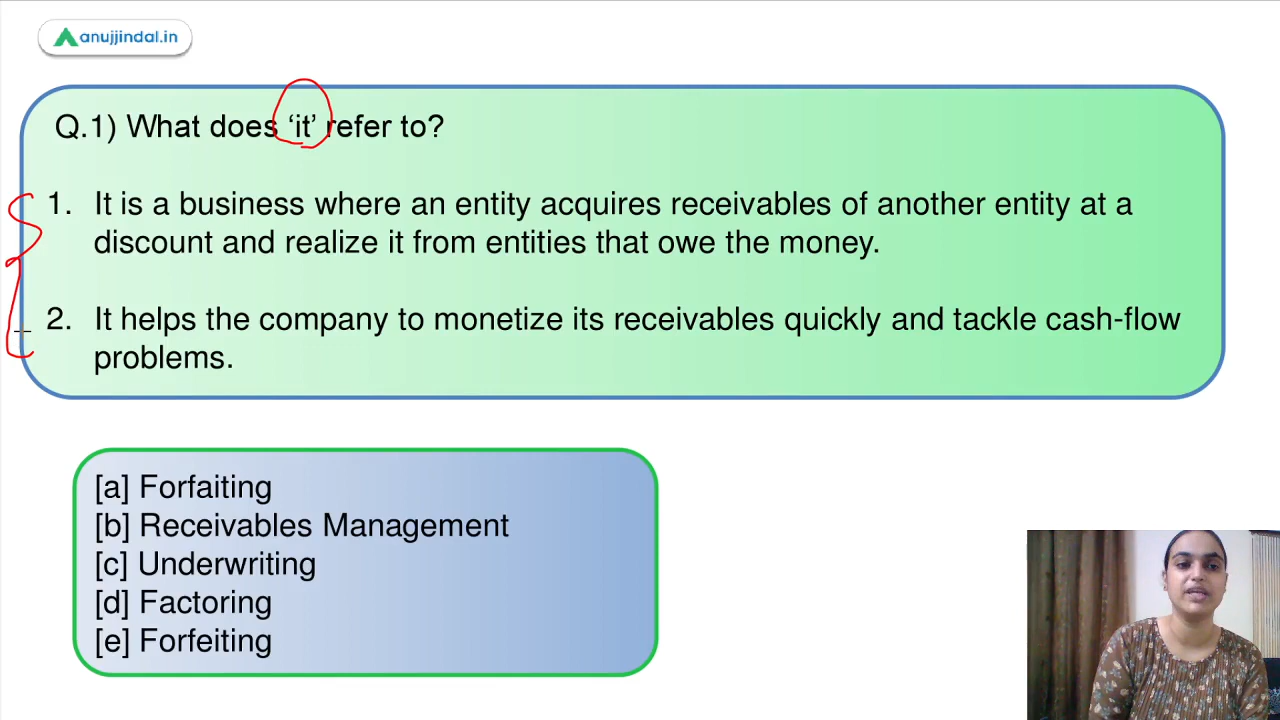 anujjindal.in
Q.1) What does ‘it’ refer to?
1. It is a business where an entity acquires receivables of another entity at a
discount and realize it from entities that owe the money.
2. It helps the company to monetize its receivables quickly and tackle cash-flow
problems.
[a] Forfaiting
[b] Receivables Management
[c] Underwriting
[d] Factoring
[e] Forfeiting